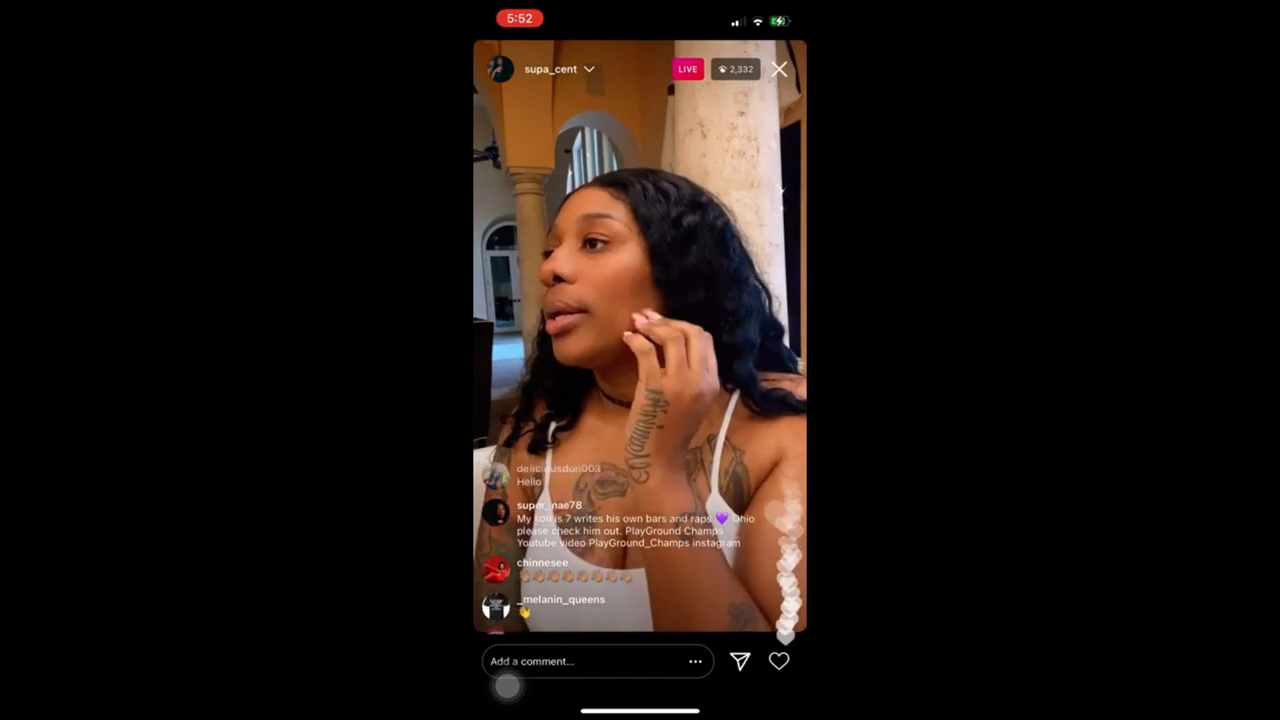 5:52
supa_cent
LIVE
2,332
deliciousdon003
Hello
super_mae78
My son is 7 writes his own bars and raps 💜 Ohio
please check him out. PlayGround Champs
Youtube video PlayGround_Champs instagram
chinnesee
👏🏽👏🏽👏🏽👏🏽👏🏽👏🏽👏🏽👏🏽
_melanin_queens
👋
Add a comment...